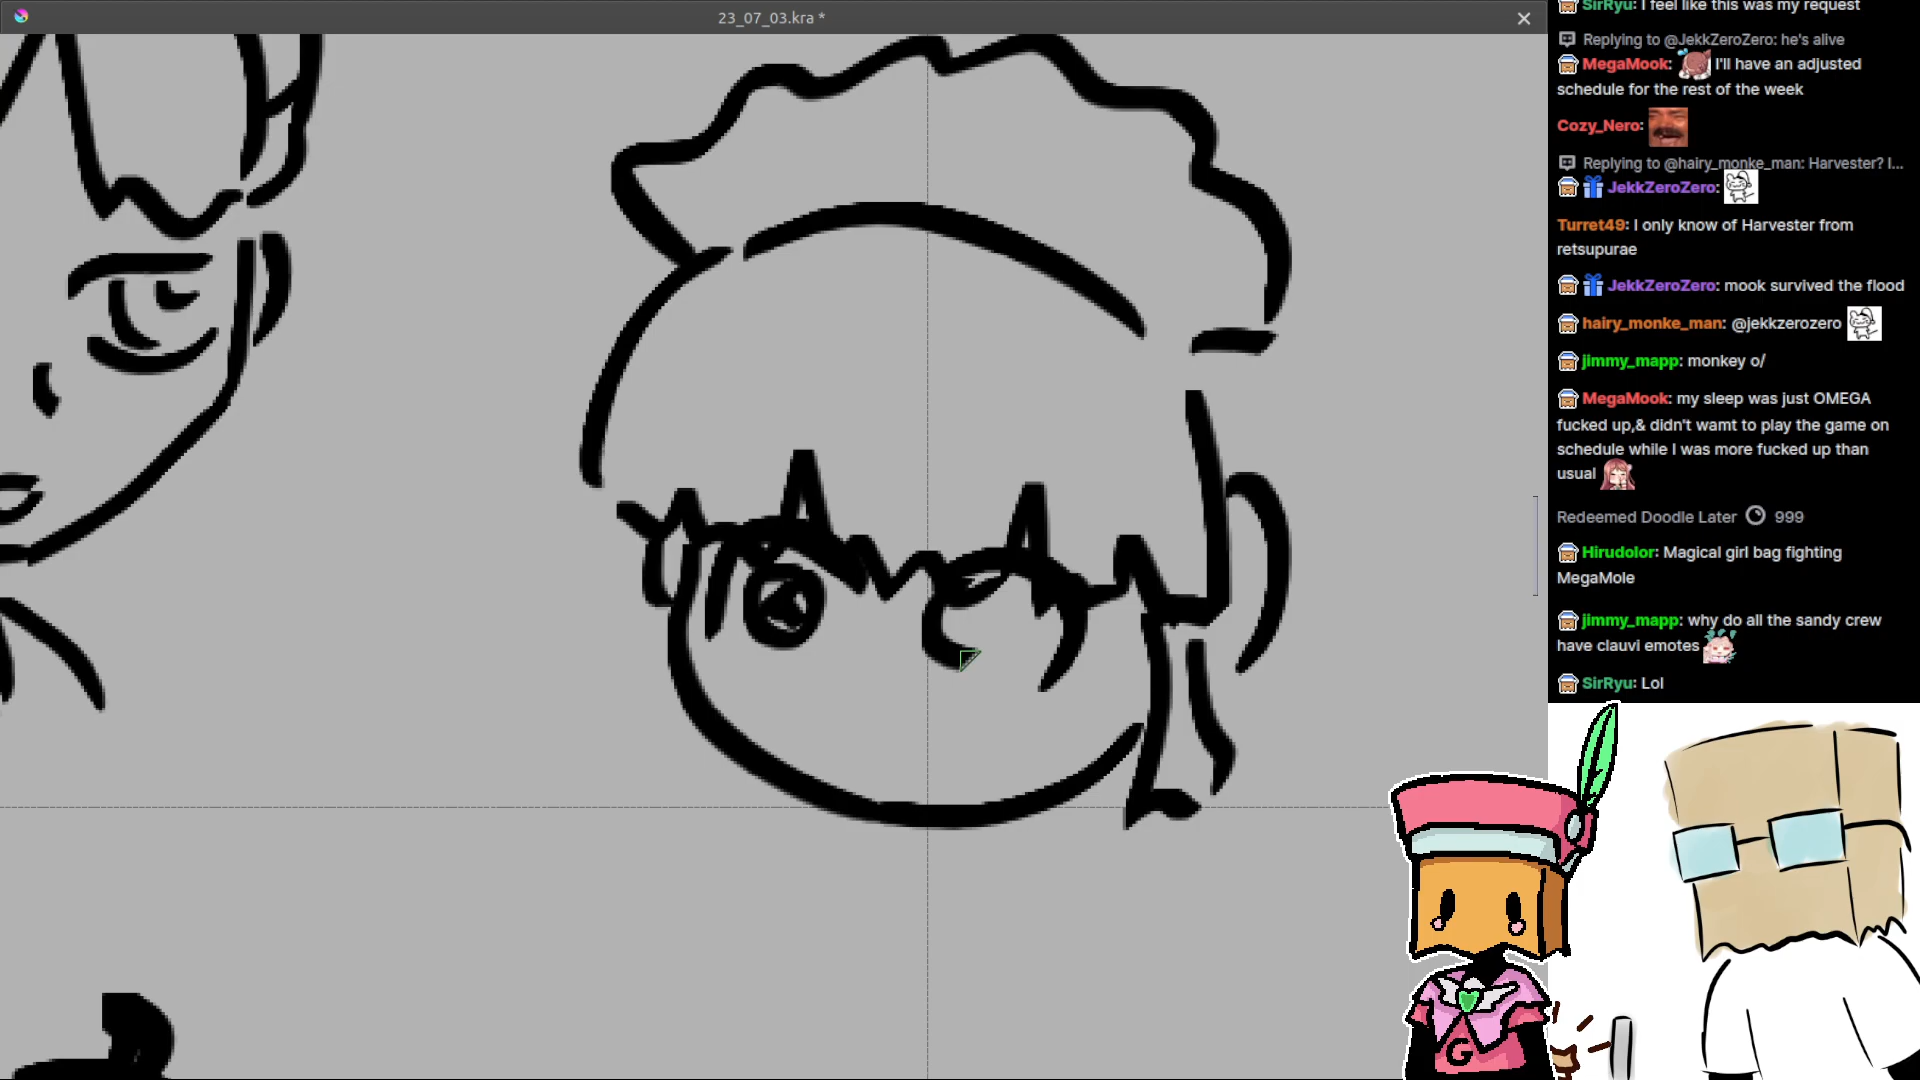 23_07_03.kra *
SirRyu: I feel like this was my request
Replying to @JekkZeroZero: he's alive
MegaMook: I'll have an adjusted
schedule for the rest of the week
Cozy_Nero:
Replying to @hairy_monke_man: Harvester? I...
JekkZeroZero:
Turret49: I only know of Harvester from
retsupurae
JekkZeroZero: mook survived the flood
hairy_monke_man: @jekkzerozero
jimmy_mapp: monkey o/
MegaMook: my sleep was just OMEGA
fucked up,& didn't wamt to play the game on
schedule while I was more fucked up than
usual
Redeemed Doodle Later 999
Hirudolor: Magical girl bag fighting
MegaMole
jimmy_mapp: why do all the sandy crew
have clauvi emotes
SirRyu: Lol
G